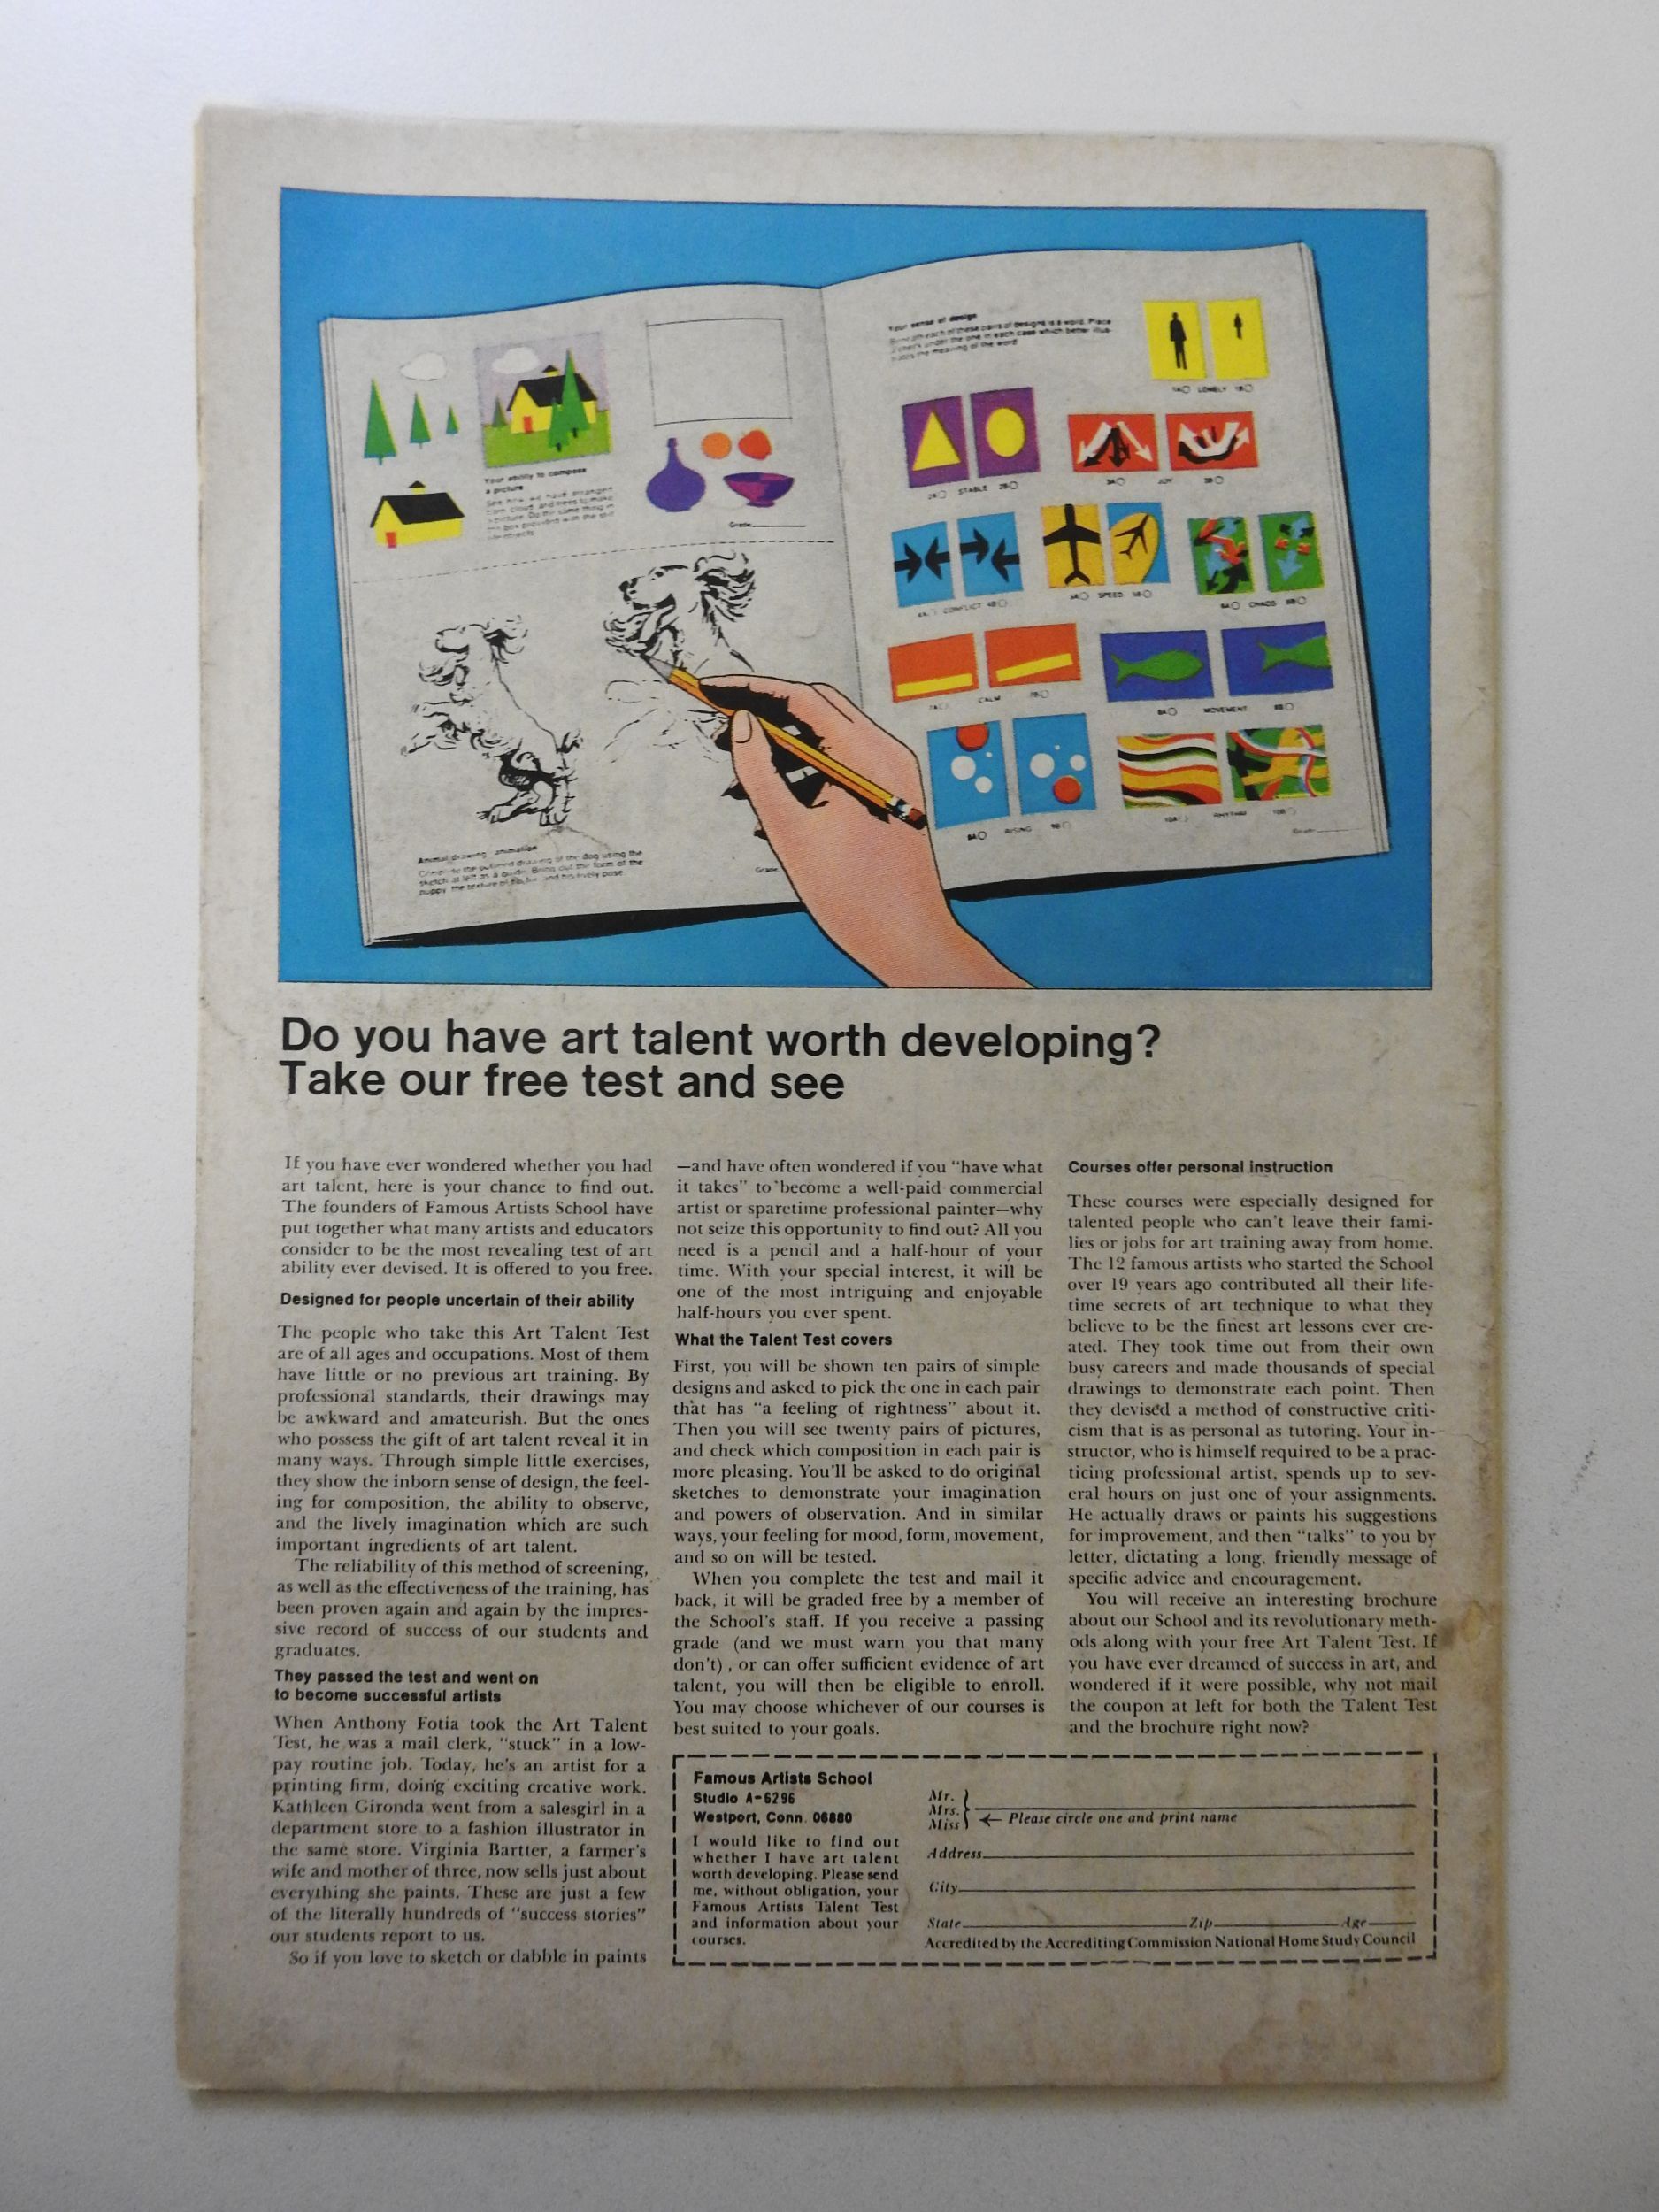 Your ability to compose
a picture
Grade
Animal drawing animation
Grade
Your sense of design
1A LONELY 1B
2A STABLE 2B
3A JOY 3B
4A CONFLICT 4B
5A SPEED 5B
6A CHAOS 6B
7A CALM 7B
8A MOVEMENT 8B
9A RISING 9B
10A RHYTHM 10B
Do you have art talent worth developing?
Take our free test and see
If you have ever wondered whether you had
art talent, here is your chance to find out.
The founders of Famous Artists School have
put together what many artists and educators
consider to be the most revealing test of art
ability ever devised. It is offered to you free.
Designed for people uncertain of their ability
The people who take this Art Talent Test
are of all ages and occupations. Most of them
have little or no previous art training. By
professional standards, their drawings may
be awkward and amateurish. But the ones
who possess the gift of art talent reveal it in
many ways. Through simple little exercises,
they show the inborn sense of design, the feel-
ing for composition, the ability to observe,
and the lively imagination which are such
important ingredients of art talent.
The reliability of this method of screening,
as well as the effectiveness of the training, has
been proven again and again by the impres-
sive record of success of our students and
graduates.
They passed the test and went on
to become successful artists
When Anthony Fotia took the Art Talent
Test, he was a mail clerk, "stuck" in a low-
pay routine job. Today, he's an artist for a
printing firm, doing exciting creative work.
Kathleen Gironda went from a salesgirl in a
department store to a fashion illustrator in
the same store. Virginia Bartter, a farmer's
wife and mother of three, now sells just about
everything she paints. These are just a few
of the literally hundreds of "success stories"
our students report to us.
So if you love to sketch or dabble in paints
—and have often wondered if you "have what
it takes" to become a well-paid commercial
artist or sparetime professional painter—why
not seize this opportunity to find out? All you
need is a pencil and a half-hour of your
time. With your special interest, it will be
one of the most intriguing and enjoyable
half-hours you ever spent.
What the Talent Test covers
First, you will be shown ten pairs of simple
designs and asked to pick the one in each pair
that has "a feeling of rightness" about it.
Then you will see twenty pairs of pictures,
and check which composition in each pair is
more pleasing. You'll be asked to do original
sketches to demonstrate your imagination
and powers of observation. And in similar
ways, your feeling for mood, form, movement,
and so on will be tested.
When you complete the test and mail it
back, it will be graded free by a member of
the School's staff. If you receive a passing
grade (and we must warn you that many
don't), or can offer sufficient evidence of art
talent, you will then be eligible to enroll.
You may choose whichever of our courses is
best suited to your goals.
Courses offer personal instruction
These courses were especially designed for
talented people who can't leave their fami-
lies or jobs for art training away from home.
The 12 famous artists who started the School
over 19 years ago contributed all their life-
time secrets of art technique to what they
believe to be the finest art lessons ever cre-
ated. They took time out from their own
busy careers and made thousands of special
drawings to demonstrate each point. Then
they devised a method of constructive criti-
cism that is as personal as tutoring. Your in-
structor, who is himself required to be a prac-
ticing professional artist, spends up to sev-
eral hours on just one of your assignments.
He actually draws or paints his suggestions
for improvement, and then "talks" to you by
letter, dictating a long, friendly message of
specific advice and encouragement.
You will receive an interesting brochure
about our School and its revolutionary meth-
ods along with your free Art Talent Test. If
you have ever dreamed of success in art, and
wondered if it were possible, why not mail
the coupon at left for both the Talent Test
and the brochure right now?
Famous Artists School
Studio A-6296
Westport, Conn. 06880
I would like to find out
whether I have art talent
worth developing. Please send
me, without obligation, your
Famous Artists Talent Test
and information about your
courses.
Mr.
Mrs.
Miss ← Please circle one and print name
Address
City
State Zip Age
Accredited by the Accrediting Commission National Home Study Council